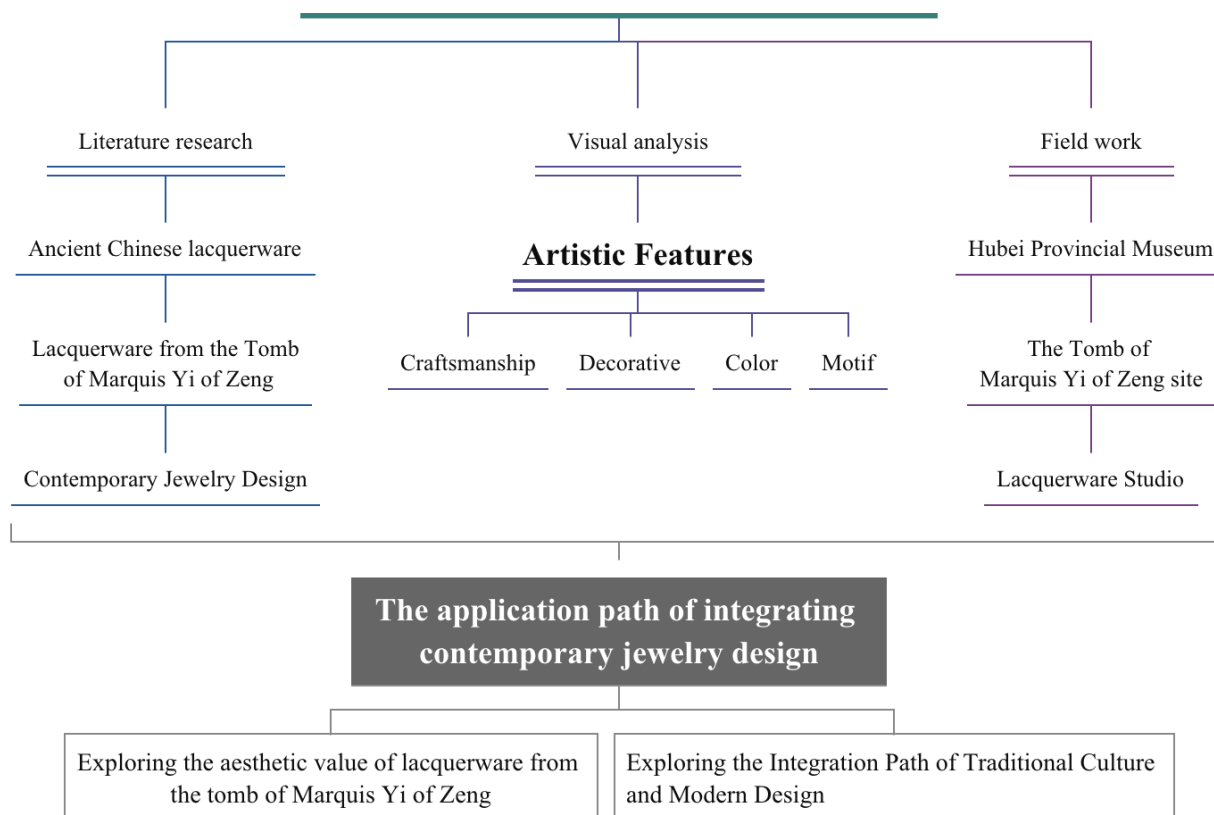 Literature research
Visual analysis
Field work
Ancient Chinese lacquerware
Artistic Features
Hubei Provincial Museum
Lacquerware from the Tomb
of Marquis Yi of Zeng
Craftsmanship
Decorative
Color
Motif
The Tomb of
Marquis Yi of Zeng site
Contemporary Jewelry Design
Lacquerware Studio
The application path of integrating
contemporary jewelry design
Exploring the aesthetic value of lacquerware from
the tomb of Marquis Yi of Zeng
Exploring the Integration Path of Traditional Culture
and Modern Design